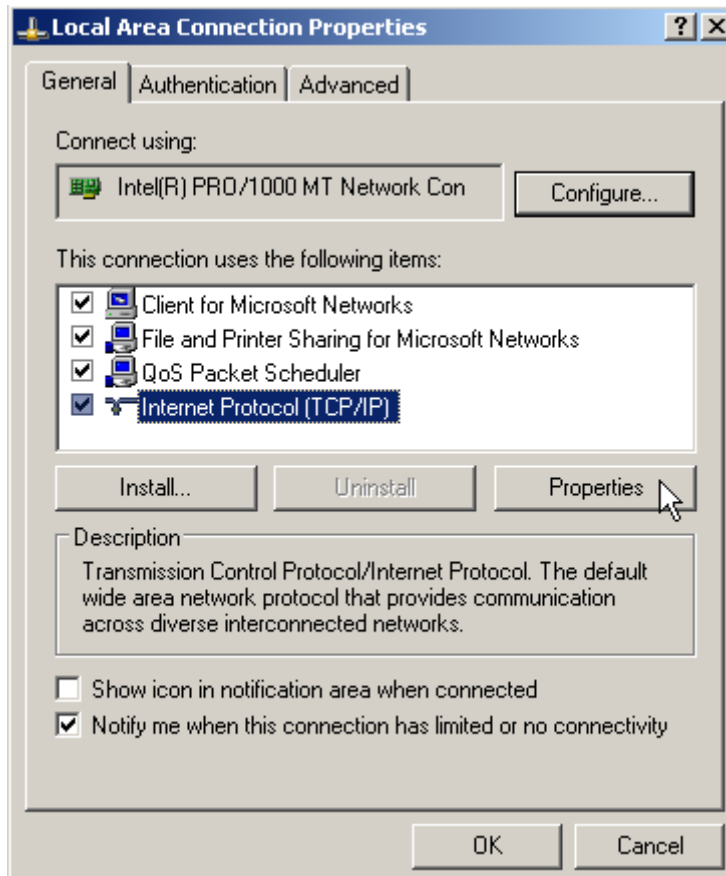 Local Area Connection Properties
General Authentication Advanced
Connect using:
Intel(R) PRO/1000 MT Network Con
Configure...
This connection uses the following items:
Client for Microsoft Networks
File and Printer Sharing for Microsoft Networks
QoS Packet Scheduler
Internet Protocol (TCP/IP)
Install... Uninstall Properties
Description
Transmission Control Protocol/Internet Protocol. The default
wide area network protocol that provides communication
across diverse interconnected networks.
Show icon in notification area when connected
Notify me when this connection has limited or no connectivity
OK Cancel